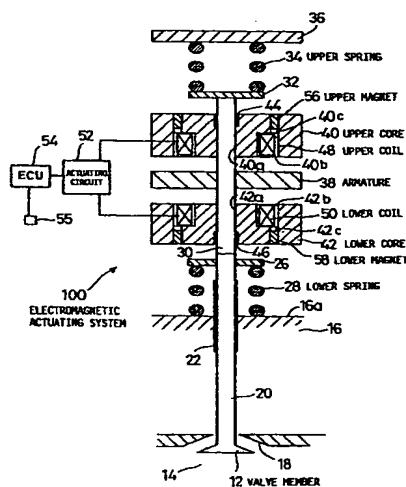 36
34 UPPER SPRING
32
44
56 UPPER MAGNET
40c
40 UPPER CORE
48 UPPER COIL
40b
40a
38 ARMATURE
54
52
ECU
ACTUATING
CIRCUIT
55
42a
42b
50 LOWER COIL
42c
42 LOWER CORE
30
46
58 LOWER MAGNET
26
28 LOWER SPRING
100
ELECTROMAGNETIC
ACTUATING SYSTEM
16a
16
22
20
18
14
12 VALVE MEMBER